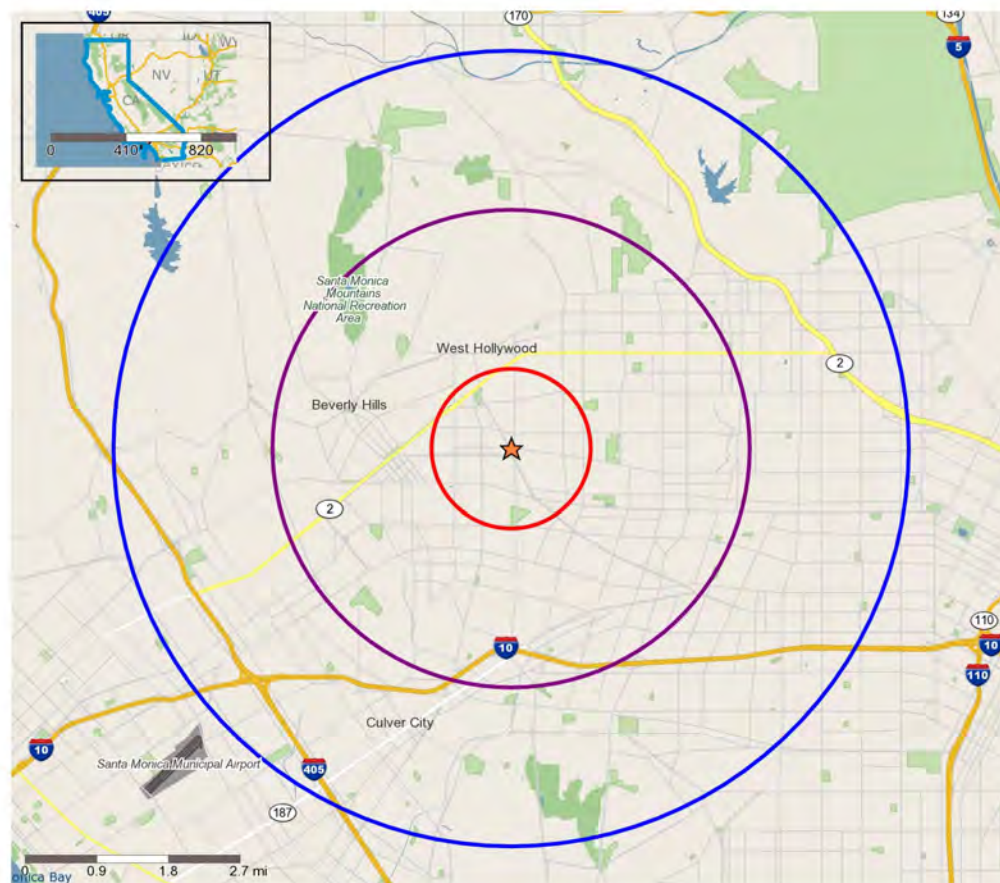 405
170
134
5
NV
UT
CA
0
410
820
Santa Monica
Mountains
National Recreation
Area
West Hollywood
2
Beverly Hills
2
110
10
10
110
Culver City
10
Santa Monica Municipal Airport
405
187
0
0.9
1.8
2.7 mi
onica Bay